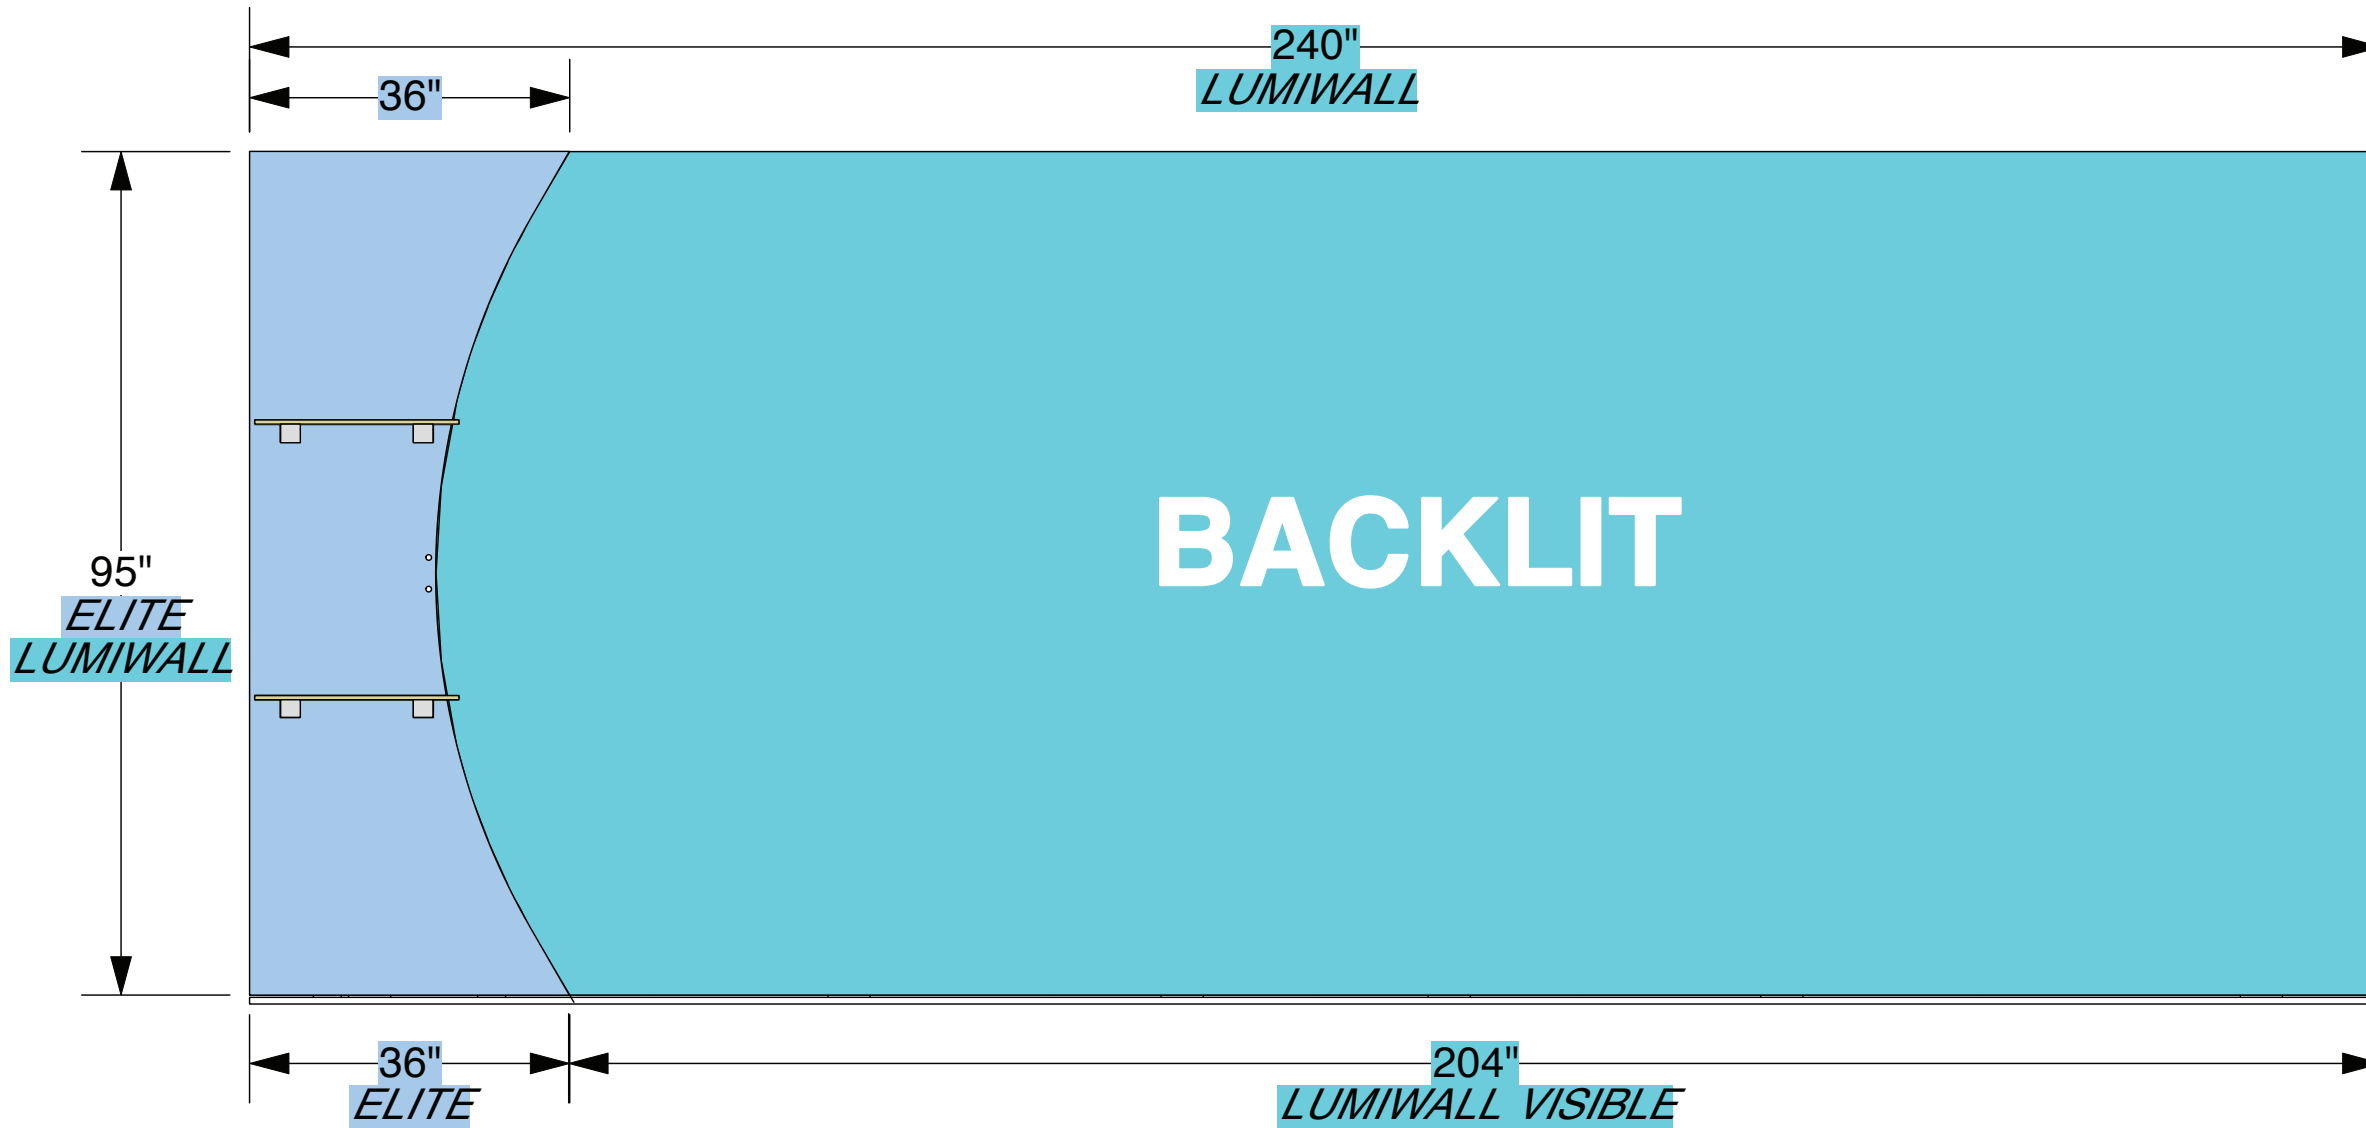 240"
LUMIWALL
36"
BACKLIT
95"
ELITE
LUMIWALL
36"
ELITE
204"
LUMIWALL VISIBLE